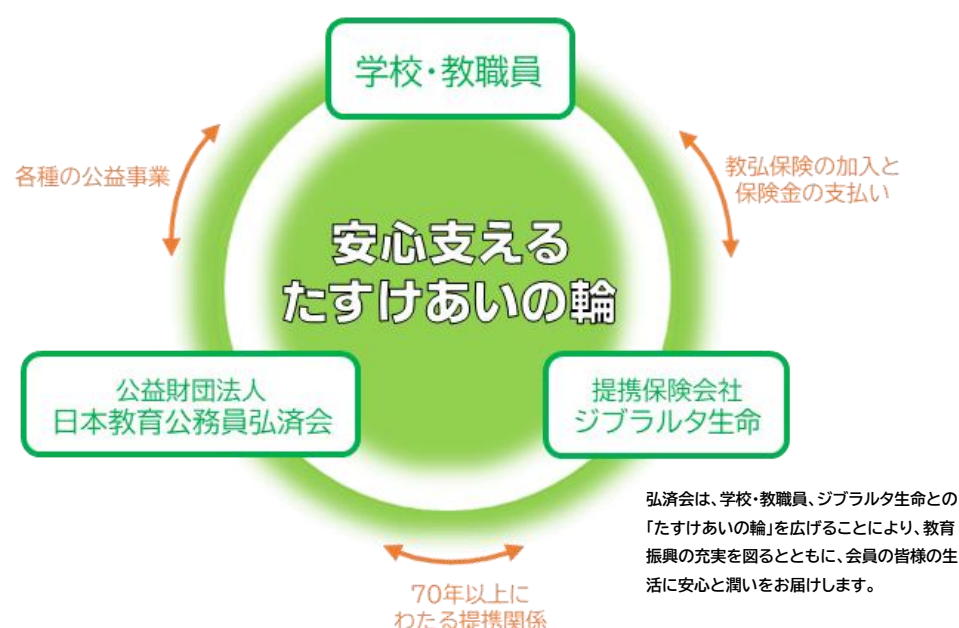 学校・教職員
各種の公益事業
教弘保険の加入と
保険金の支払い
安心支える
たすけあいの輪
公益財団法人
日本教育公務員弘済会
提携保険会社
ジブラルタ生命
弘済会は、学校・教職員、ジブラルタ生命との
「たすけあいの輪」を広げることにより、教育
振興の充実を図るとともに、会員の皆様の生
活に安心と潤いをお届けします。
70年以上に
わたる提携関係